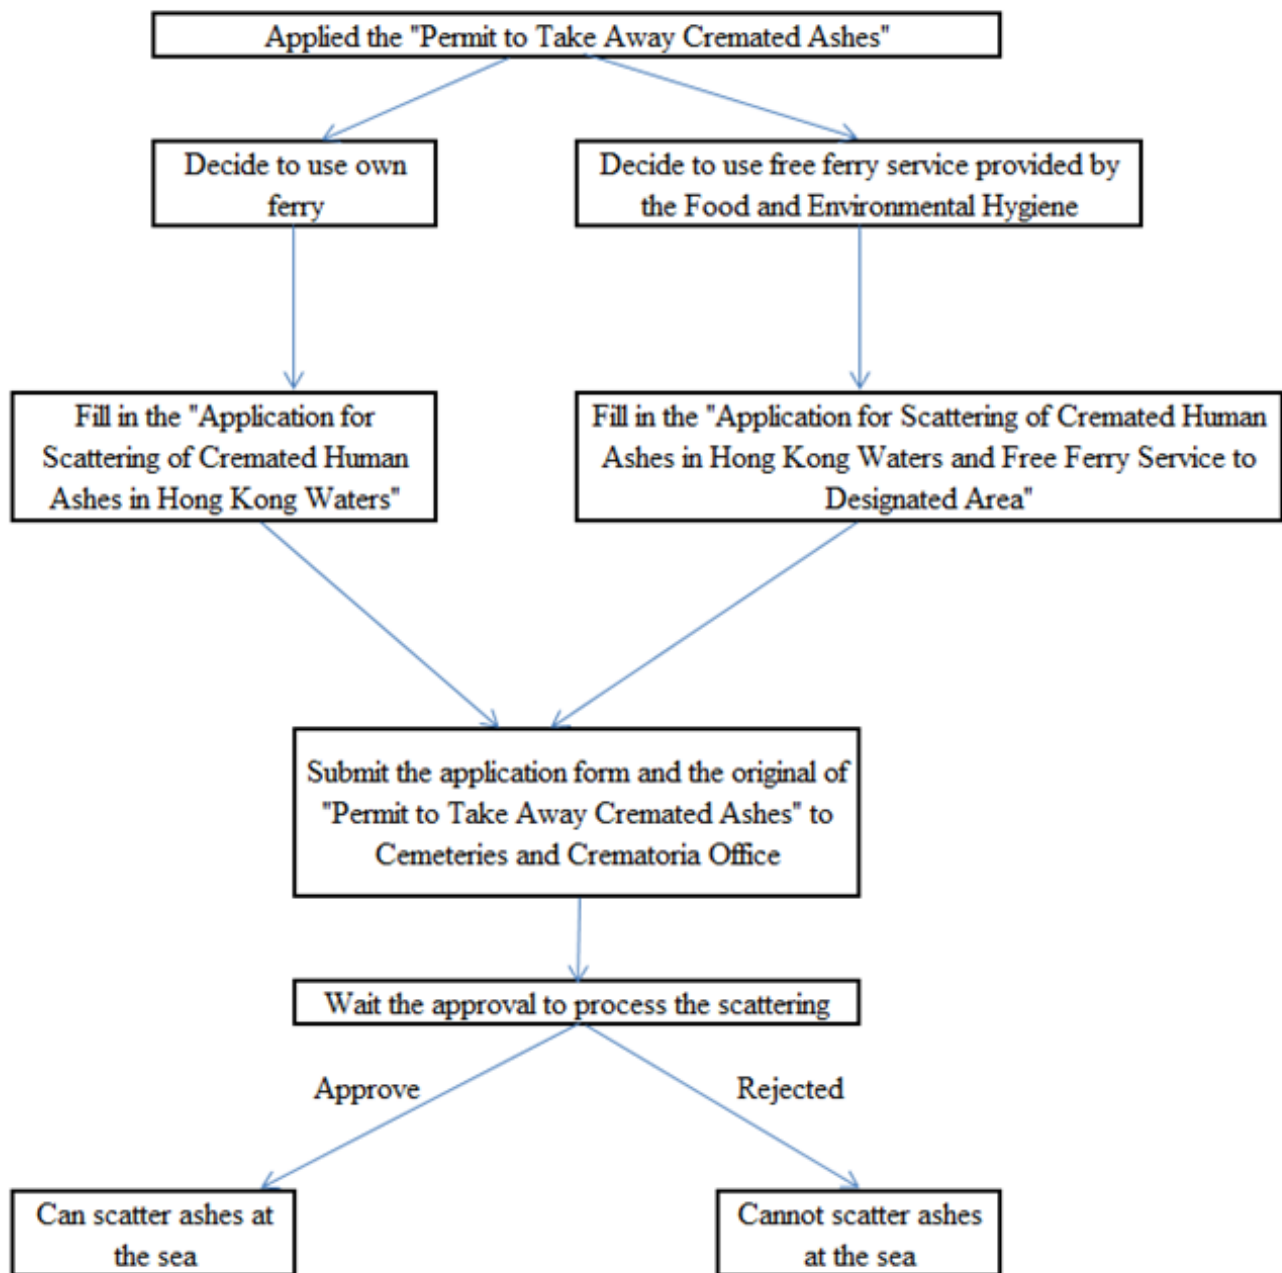 Applied the "Permit to Take Away Cremated Ashes"
Decide to use own
ferry
Decide to use free ferry service provided by
the Food and Environmental Hygiene
Fill in the "Application for
Scattering of Cremated Human
Ashes in Hong Kong Waters"
Fill in the "Application for Scattering of Cremated Human
Ashes in Hong Kong Waters and Free Ferry Service to
Designated Area"
Submit the application form and the original of
"Permit to Take Away Cremated Ashes" to
Cemeteries and Crematoria Office
Wait the approval to process the scattering
Approve
Rejected
Can scatter ashes at
the sea
Cannot scatter ashes
at the sea